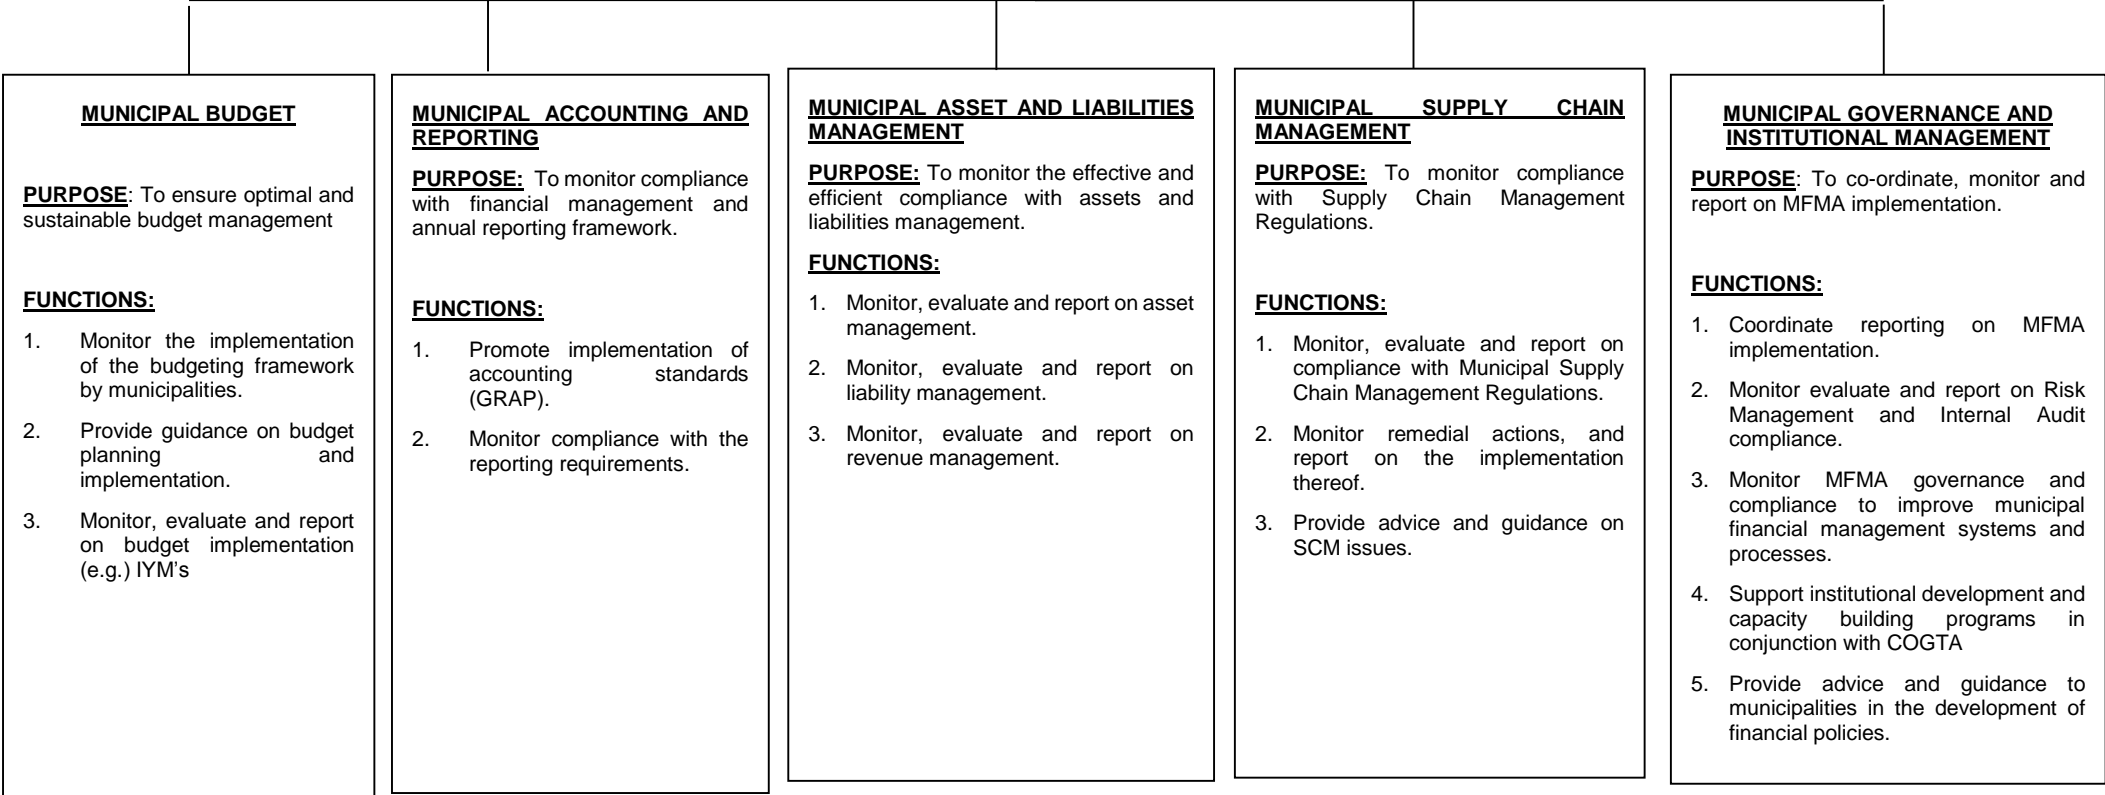 MUNICIPAL BUDGET
PURPOSE: To ensure optimal and
sustainable budget management
FUNCTIONS:
1. Monitor the implementation
of the budgeting framework
by municipalities.
2. Provide guidance on budget
planning and
implementation.
3. Monitor, evaluate and report
on budget implementation
(e.g.) IYM's
MUNICIPAL ACCOUNTING AND
REPORTING
PURPOSE: To monitor compliance
with financial management and
annual reporting framework.
FUNCTIONS:
1. Promote implementation of
accounting standards
(GRAP).
2. Monitor compliance with the
reporting requirements.
MUNICIPAL ASSET AND LIABILITIES
MANAGEMENT
PURPOSE: To monitor the effective and
efficient compliance with assets and
liabilities management.
FUNCTIONS:
1. Monitor, evaluate and report on asset
management.
2. Monitor, evaluate and report on
liability management.
3. Monitor, evaluate and report on
revenue management.
MUNICIPAL SUPPLY CHAIN
MANAGEMENT
PURPOSE: To monitor compliance
with Supply Chain Management
Regulations.
FUNCTIONS:
1. Monitor, evaluate and report on
compliance with Municipal Supply
Chain Management Regulations.
2. Monitor remedial actions, and
report on the implementation
thereof.
3. Provide advice and guidance on
SCM issues.
MUNICIPAL GOVERNANCE AND
INSTITUTIONAL MANAGEMENT
PURPOSE: To co-ordinate, monitor and
report on MFMA implementation.
FUNCTIONS:
1. Coordinate reporting on MFMA
implementation.
2. Monitor evaluate and report on Risk
Management and Internal Audit
compliance.
3. Monitor MFMA governance and
compliance to improve municipal
financial management systems and
processes.
4. Support institutional development and
capacity building programs in
conjunction with COGTA
5. Provide advice and guidance to
municipalities in the development of
financial policies.